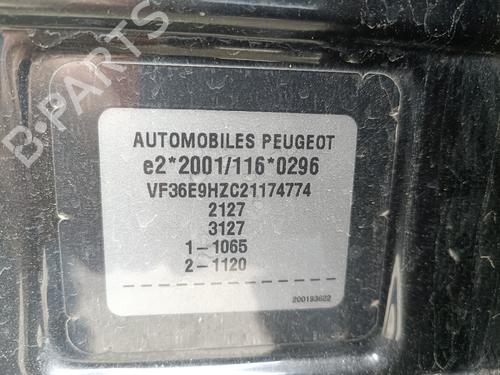 B-PARTS
AUTOMOBILES PEUGEOT
e2*2001/116*0296
VF36E9HZC21174774
2127
3127
1-1065
2-1120
200193622